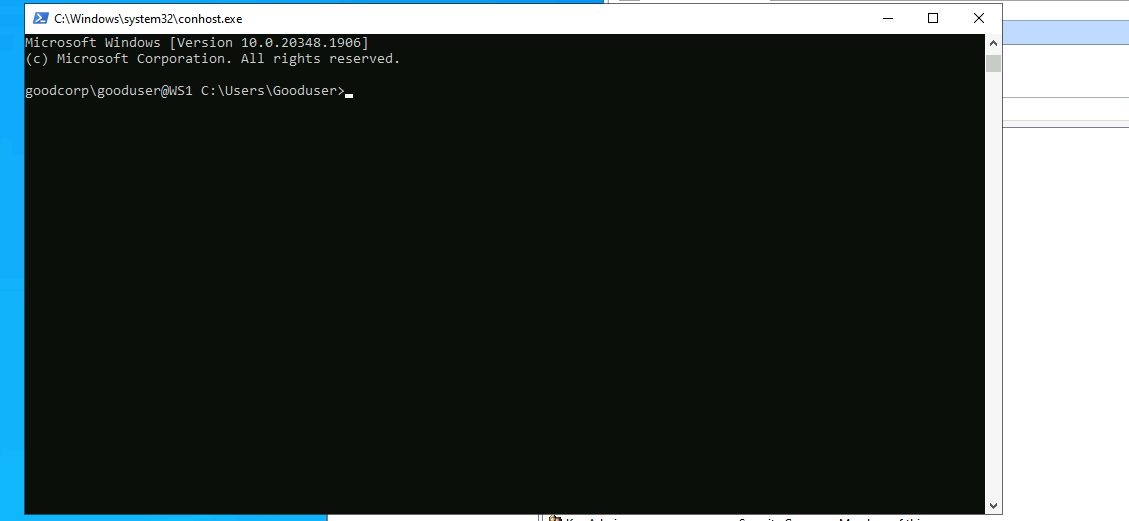 C:\Windows\system32\conhost.exe
Microsoft Windows [Version 10.0.20348.1906]
(c) Microsoft Corporation. All rights reserved.
goodcorp\gooduser@WS1 C:\Users\Gooduser>